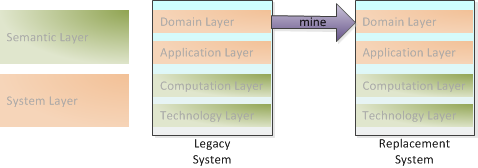 Semantic Layer
System Layer
Domain Layer
Application Layer
Computation Layer
Technology Layer
Legacy
System
mine
Domain Layer
Application Layer
Computation Layer
Technology Layer
Replacement
System